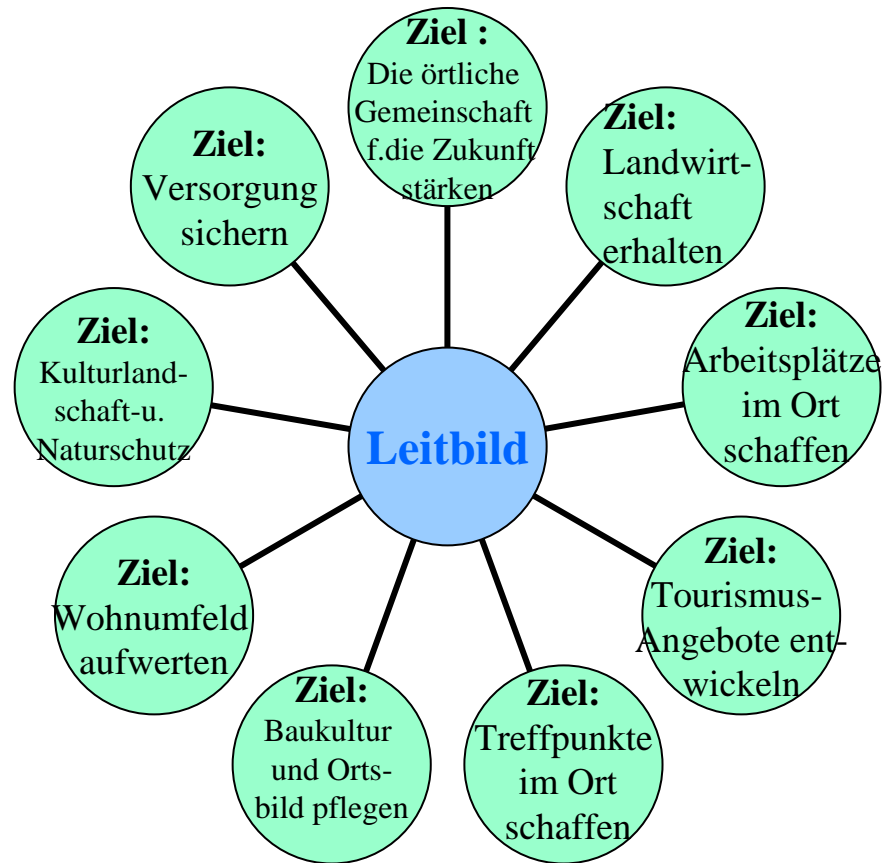 Ziel :
Die örtliche
Gemeinschaft
f.die Zukunft
stärken
Ziel:
Landwirt-
schaft
erhalten
Ziel:
Arbeitsplätze
im Ort
schaffen
Ziel:
Tourismus-
Angebote ent-
wickeln
Ziel:
Treffpunkte
im Ort
schaffen
Ziel:
Baukultur
und Orts-
bild pflegen
Ziel:
Wohnumfeld
aufwerten
Ziel:
Kulturland-
schaft-u.
Naturschutz
Ziel:
Versorgung
sichern
Leitbild